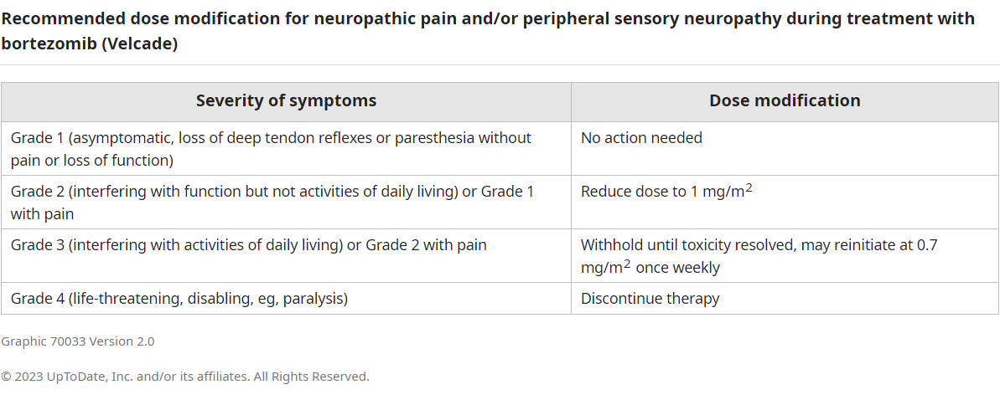 Recommended dose modification for neuropathic pain and/or peripheral sensory neuropathy during treatment with
bortezomib (Velcade)
Severity of symptoms
Dose modification
Grade 1 (asymptomatic, loss of deep tendon reflexes or paresthesia without
pain or loss of function)
No action needed
Grade 2 (interfering with function but not activities of daily living) or Grade 1
with pain
Reduce dose to 1 mg/m²
Grade 3 (interfering with activities of daily living) or Grade 2 with pain
Withhold until toxicity resolved, may reinitiate at 0.7
mg/m² once weekly
Grade 4 (life-threatening, disabling, eg, paralysis)
Discontinue therapy
Graphic 70033 Version 2.0
© 2023 UpToDate, Inc. and/or its affiliates. All Rights Reserved.